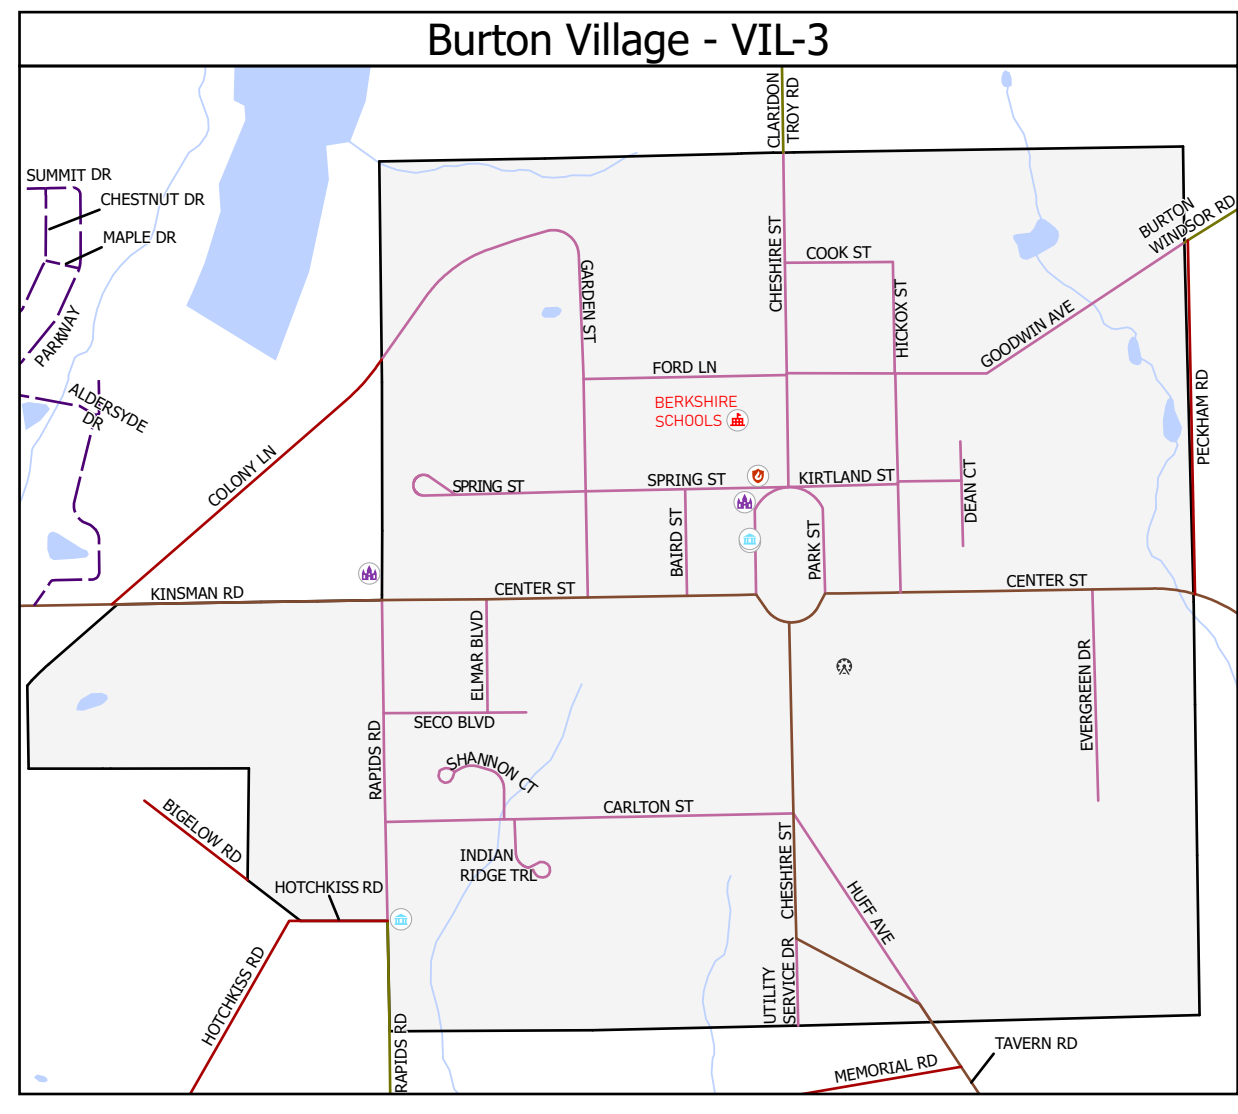 Burton Village - VIL-3
CLARIDON
TROY RD
SUMMIT DR
CHESTNUT DR
MAPLE DR
PARKWAY
ALDERSYDE
DR
BURTON
WINDSOR RD
CHESHIRE ST
COOK ST
GARDEN ST
HICKOX ST
GOODWIN AVE
FORD LN
PECKHAM RD
BERKSHIRE
SCHOOLS
COLONY LN
SPRING ST
SPRING ST
KIRTLAND ST
DEAN CT
BAIRD ST
PARK ST
KINSMAN RD
CENTER ST
CENTER ST
ELMAR BLVD
EVERGREEN DR
SECO BLVD
RAPIDS RD
SHANNON CT
CARLTON ST
BIGELOW RD
INDIAN
RIDGE TRL
CHESHIRE ST
HUFF AVE
HOTCHKISS RD
HOTCHKISS RD
UTILITY
SERVICE DR
RAPIDS RD
TAVERN RD
MEMORIAL RD